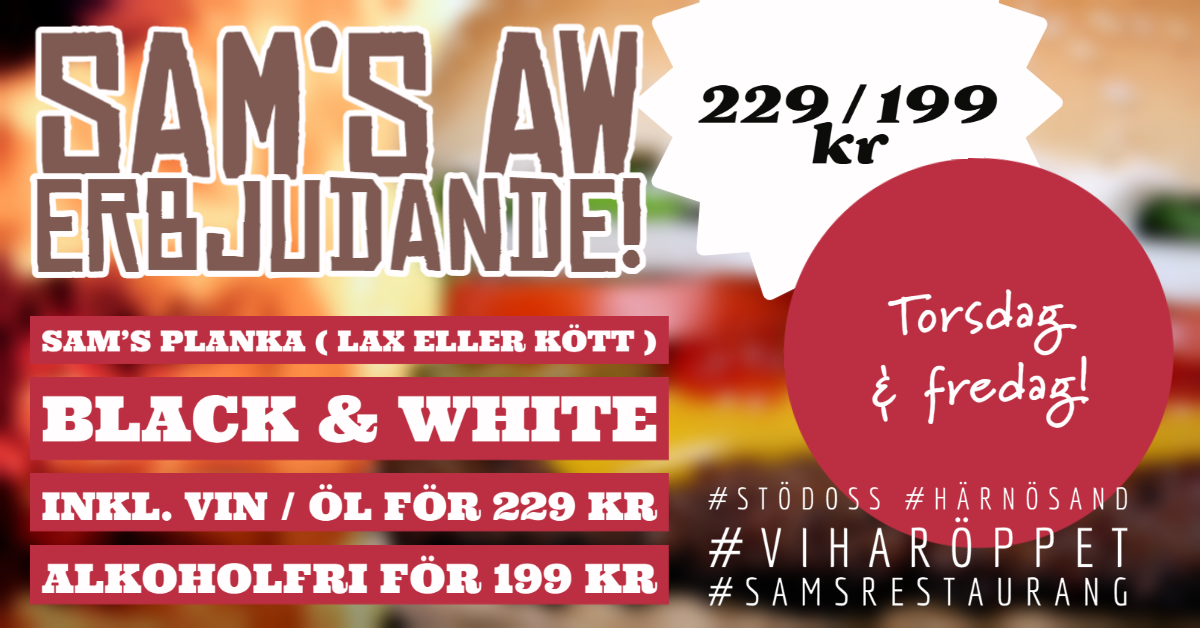 SAM'S AW
ERBJUDANDE!
229 / 199
kr
SAM'S PLANKA ( LAX ELLER KÖTT )
BLACK & WHITE
INKL. VIN / ÖL FÖR 229 KR
ALKOHOLFRI FÖR 199 KR
Torsdag
& fredag!
#STÖDOSS #HÄRNÖSAND
#VIHARÖPPET
#SAMSRESTAURANG